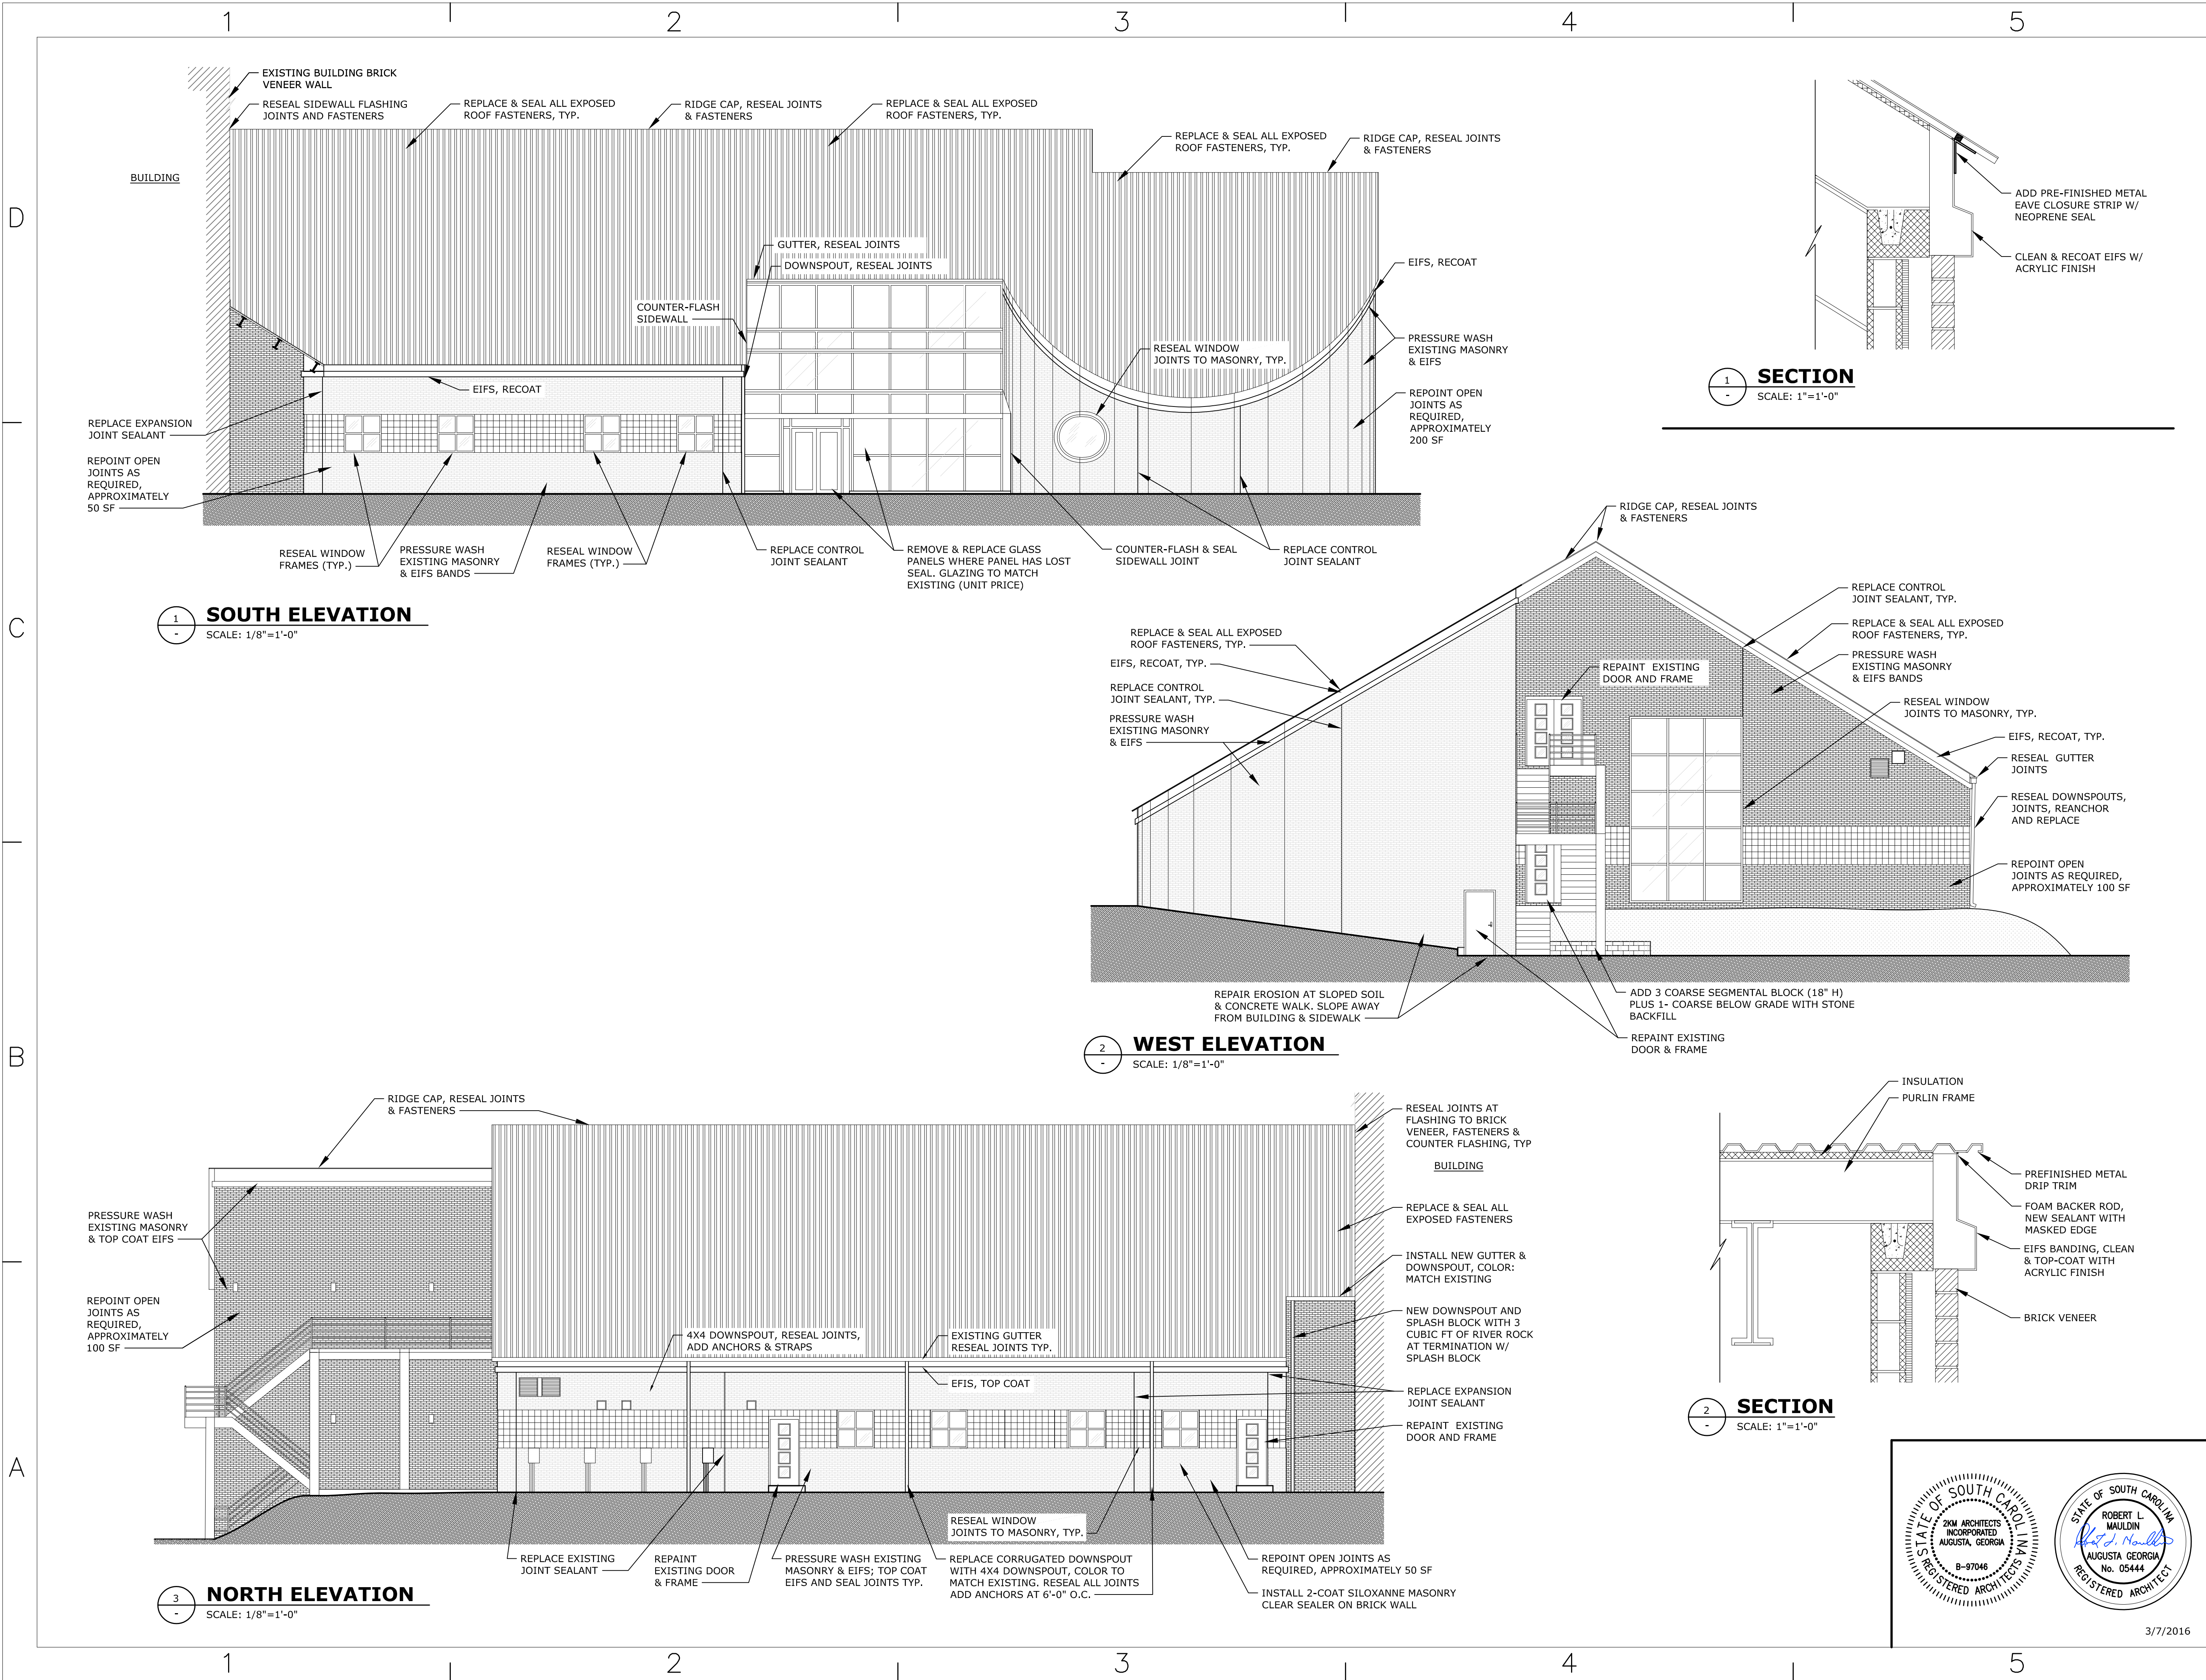 1
2
3
4
5
D
C
B
A
EXISTING BUILDING BRICK
VENEER WALL
RESEAL SIDEWALL FLASHING
JOINTS AND FASTENERS
REPLACE & SEAL ALL EXPOSED
ROOF FASTENERS, TYP.
RIDGE CAP, RESEAL JOINTS
& FASTENERS
REPLACE & SEAL ALL EXPOSED
ROOF FASTENERS, TYP.
REPLACE & SEAL ALL EXPOSED
ROOF FASTENERS, TYP.
RIDGE CAP, RESEAL JOINTS
& FASTENERS
BUILDING
GUTTER, RESEAL JOINTS
DOWNSPOUT, RESEAL JOINTS
COUNTER-FLASH
SIDEWALL
EIFS, RECOAT
EIFS, RECOAT
PRESSURE WASH
EXISTING MASONRY
& EIFS
RESEAL WINDOW
JOINTS TO MASONRY, TYP.
REPOINT OPEN
JOINTS AS
REQUIRED,
APPROXIMATELY
200 SF
REPLACE EXPANSION
JOINT SEALANT
REPOINT OPEN
JOINTS AS
REQUIRED,
APPROXIMATELY
50 SF
RESEAL WINDOW
FRAMES (TYP.)
PRESSURE WASH
EXISTING MASONRY
& EIFS BANDS
RESEAL WINDOW
FRAMES (TYP.)
REPLACE CONTROL
JOINT SEALANT
REMOVE & REPLACE GLASS
PANELS WHERE PANEL HAS LOST
SEAL. GLAZING TO MATCH
EXISTING (UNIT PRICE)
COUNTER-FLASH & SEAL
SIDEWALL JOINT
REPLACE CONTROL
JOINT SEALANT
1
-
SOUTH ELEVATION
SCALE: 1/8"=1'-0"
ADD PRE-FINISHED METAL
EAVE CLOSURE STRIP W/
NEOPRENE SEAL
CLEAN & RECOAT EIFS W/
ACRYLIC FINISH
1
-
SECTION
SCALE: 1"=1'-0"
RIDGE CAP, RESEAL JOINTS
& FASTENERS
REPLACE CONTROL
JOINT SEALANT, TYP.
REPLACE & SEAL ALL EXPOSED
ROOF FASTENERS, TYP.
PRESSURE WASH
EXISTING MASONRY
& EIFS BANDS
RESEAL WINDOW
JOINTS TO MASONRY, TYP.
EIFS, RECOAT, TYP.
RESEAL GUTTER
JOINTS
RESEAL DOWNSPOUTS,
JOINTS, REANCHOR
AND REPLACE
REPOINT OPEN
JOINTS AS REQUIRED,
APPROXIMATELY 100 SF
REPLACE & SEAL ALL EXPOSED
ROOF FASTENERS, TYP.
EIFS, RECOAT, TYP.
REPLACE CONTROL
JOINT SEALANT, TYP.
PRESSURE WASH
EXISTING MASONRY
& EIFS
REPAINT EXISTING
DOOR AND FRAME
REPAIR EROSION AT SLOPED SOIL
& CONCRETE WALK. SLOPE AWAY
FROM BUILDING & SIDEWALK
ADD 3 COARSE SEGMENTAL BLOCK (18" H)
PLUS 1- COARSE BELOW GRADE WITH STONE
BACKFILL
REPAINT EXISTING
DOOR & FRAME
2
-
WEST ELEVATION
SCALE: 1/8"=1'-0"
RIDGE CAP, RESEAL JOINTS
& FASTENERS
PRESSURE WASH
EXISTING MASONRY
& TOP COAT EIFS
REPOINT OPEN
JOINTS AS
REQUIRED,
APPROXIMATELY
100 SF
4X4 DOWNSPOUT, RESEAL JOINTS,
ADD ANCHORS & STRAPS
EXISTING GUTTER
RESEAL JOINTS TYP.
EFIS, TOP COAT
RESEAL JOINTS AT
FLASHING TO BRICK
VENEER, FASTENERS &
COUNTER FLASHING, TYP
BUILDING
REPLACE & SEAL ALL
EXPOSED FASTENERS
INSTALL NEW GUTTER &
DOWNSPOUT, COLOR:
MATCH EXISTING
NEW DOWNSPOUT AND
SPLASH BLOCK WITH 3
CUBIC FT OF RIVER ROCK
AT TERMINATION W/
SPLASH BLOCK
REPLACE EXPANSION
JOINT SEALANT
REPAINT EXISTING
DOOR AND FRAME
RESEAL WINDOW
JOINTS TO MASONRY, TYP.
REPLACE EXISTING
JOINT SEALANT
REPAINT
EXISTING DOOR
& FRAME
PRESSURE WASH EXISTING
MASONRY & EIFS; TOP COAT
EIFS AND SEAL JOINTS TYP.
REPLACE CORRUGATED DOWNSPOUT
WITH 4X4 DOWNSPOUT, COLOR TO
MATCH EXISTING. RESEAL ALL JOINTS
ADD ANCHORS AT 6'-0" O.C.
REPOINT OPEN JOINTS AS
REQUIRED, APPROXIMATELY 50 SF
INSTALL 2-COAT SILOXANNE MASONRY
CLEAR SEALER ON BRICK WALL
3
-
NORTH ELEVATION
SCALE: 1/8"=1'-0"
INSULATION
PURLIN FRAME
PREFINISHED METAL
DRIP TRIM
FOAM BACKER ROD,
NEW SEALANT WITH
MASKED EDGE
EIFS BANDING, CLEAN
& TOP-COAT WITH
ACRYLIC FINISH
BRICK VENEER
2
-
SECTION
SCALE: 1"=1'-0"
STATE OF SOUTH CAROLINA
2KM ARCHITECTS
INCORPORATED
AUGUSTA, GEORGIA
B-97046
REGISTERED ARCHITECTS
STATE OF SOUTH CAROLINA
ROBERT L.
MAULDIN
AUGUSTA GEORGIA
No. 05444
REGISTERED ARCHITECT
3/7/2016
1
2
3
4
5